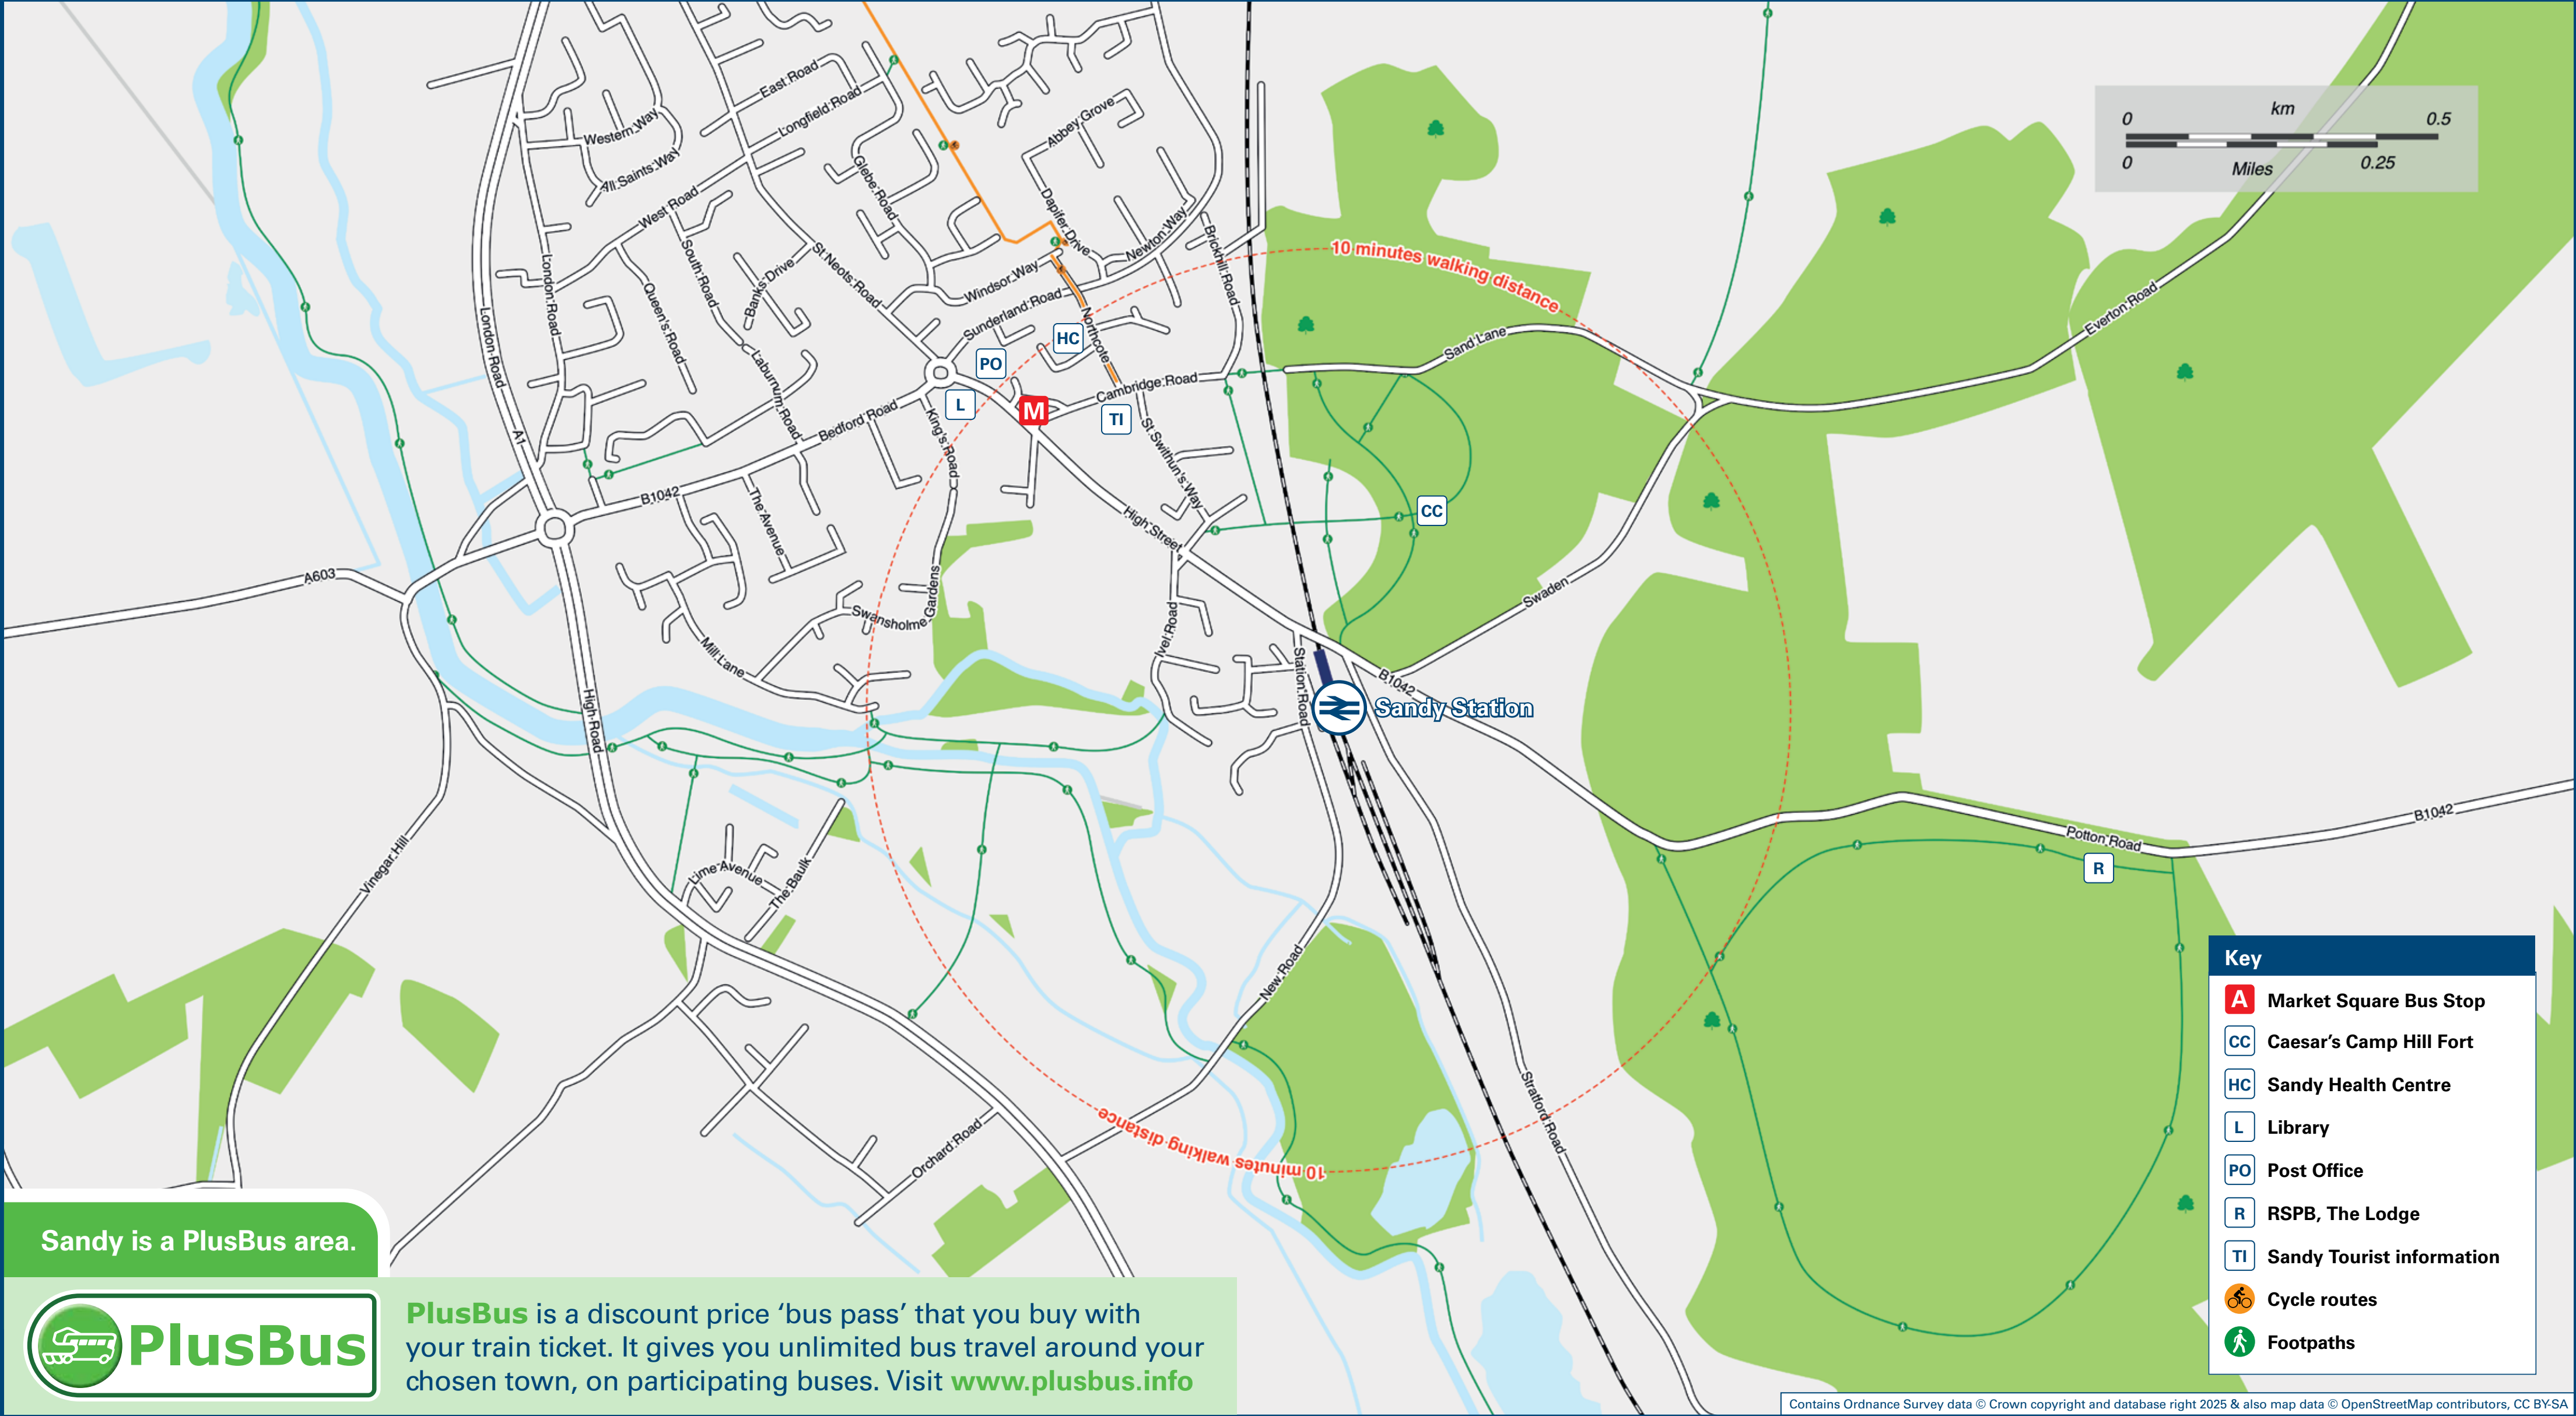 East Road
Longfield Road
Western Way
All Saints Way
West Road
Abbey Grove
Glebe Road
Dapifer Drive
Newton Way
Brickhill Road
South Road
Banks Drive
St Neots Road
London Road
London Road
Queen's Road
Windsor Way
Sunderland Road
Northcote
HC
PO
L
M
TI
Cambridge Road
Laburnum Road
Bedford Road
King's Road
St Swithun's Way
A1
B1042
The Avenue
High Street
CC
A603
Swansholme
Gardens
Mill Lane
Ivel Road
Station Road
High Road
B1042
Sandy Station
Sand Lane
Swaden
Everton Road
10 minutes walking distance
km
0 0.5
0 0.25
Miles
Potton Road
B1042
R
Vinegar Hill
Lime Avenue
The Baulk
New Road
Stratford Road
Orchard Road
10 minutes walking distance
Key
A Market Square Bus Stop
CC Caesar's Camp Hill Fort
HC Sandy Health Centre
L Library
PO Post Office
R RSPB, The Lodge
TI Sandy Tourist information
Cycle routes
Footpaths
Sandy is a PlusBus area.
PlusBus
PlusBus is a discount price ‘bus pass’ that you buy with
your train ticket. It gives you unlimited bus travel around your
chosen town, on participating buses. Visit www.plusbus.info
Contains Ordnance Survey data © Crown copyright and database right 2025 & also map data © OpenStreetMap contributors, CC BY-SA